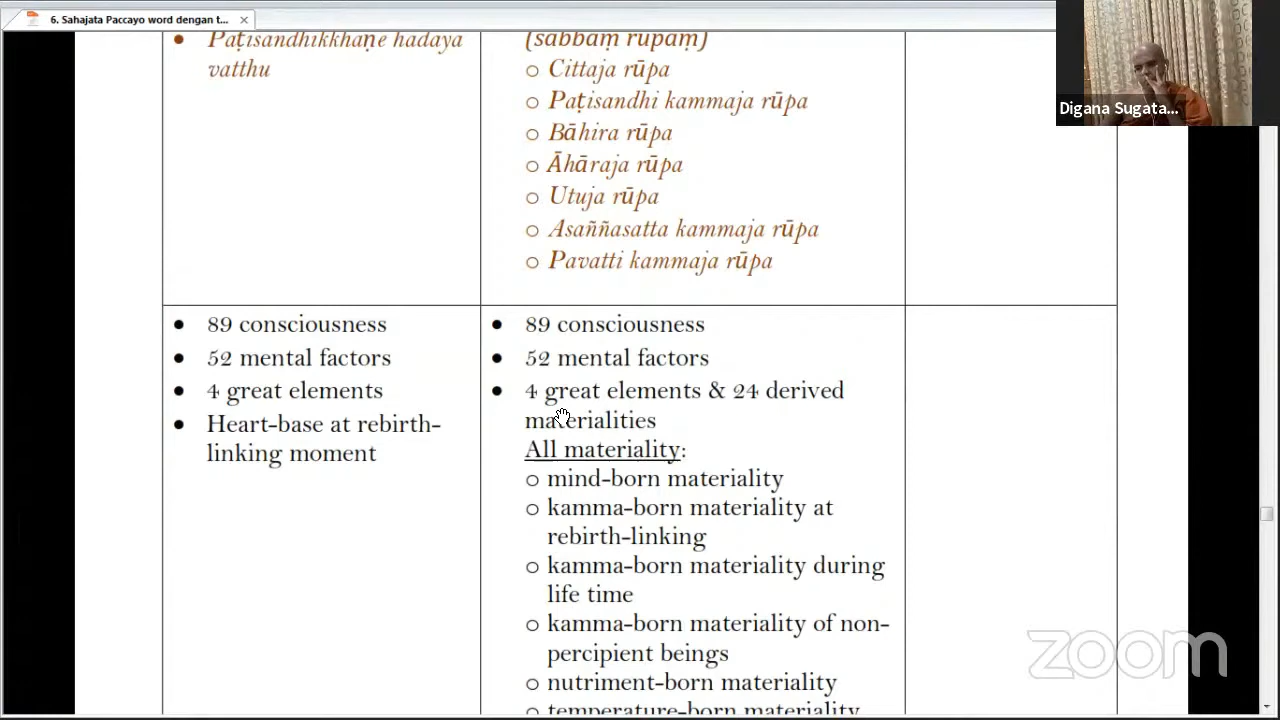 6. Sahajata Paccayo word dengan t...
Digana Sugata...
• Paṭisandhikkhaṇe hadaya
vatthu
(sabbaṃ rūpaṃ)
o Cittaja rūpa
o Paṭisandhi kammaja rūpa
o Bāhira rūpa
o Āhāraja rūpa
o Utuja rūpa
o Asaññasatta kammaja rūpa
o Pavatti kammaja rūpa
• 89 consciousness
• 52 mental factors
• 4 great elements
• Heart-base at rebirth-
linking moment
• 89 consciousness
• 52 mental factors
• 4 great elements & 24 derived
materialities
All materiality:
o mind-born materiality
o kamma-born materiality at
rebirth-linking
o kamma-born materiality during
life time
o kamma-born materiality of non-
percipient beings
o nutriment-born materiality
o temperature-born materiality
zoom